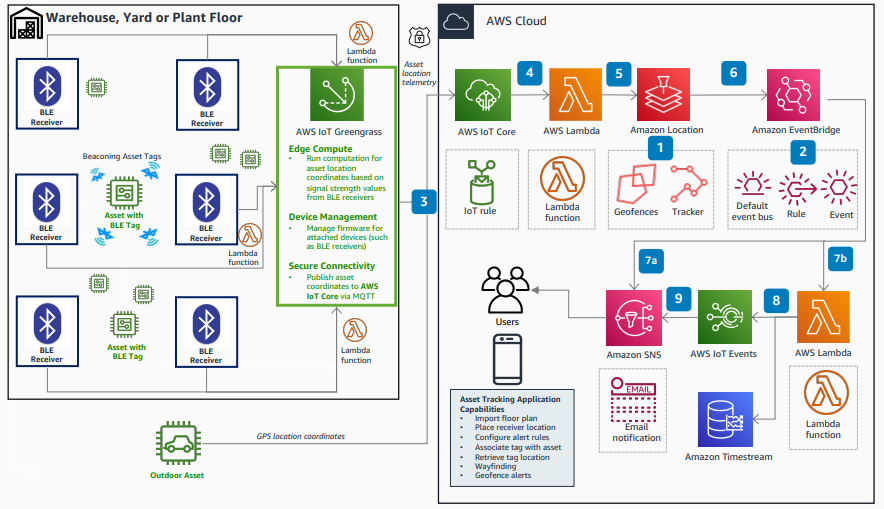 Warehouse, Yard or Plant Floor
Lambda
function
BLE
Receiver
BLE
Receiver
Beaconing Asset Tags
BLE
Receiver
Asset with
BLE Tag
BLE
Receiver
Lambda
function
BLE
Receiver
Asset with
BLE Tag
BLE
Receiver
Lambda
function
AWS IoT Greengrass
Edge Compute
• Run computation for
asset location
coordinates based on
signal strength values
from BLE receivers
Device Management
• Manage firmware for
attached devices (such
as BLE receivers)
Secure Connectivity
• Publish asset
coordinates to AWS
IoT Core via MQTT
Outdoor Asset
GPS location coordinates
Asset
location
telemetry
3
AWS Cloud
AWS IoT Core
4
AWS Lambda
5
Amazon Location
6
Amazon EventBridge
IoT rule
Lambda
function
1
Geofences
Tracker
2
Default
event bus
Rule
Event
7a
7b
Users
Amazon SNS
9
AWS IoT Events
8
AWS Lambda
EMAIL
Email
notification
Amazon Timestream
Lambda
function
Asset Tracking Application
Capabilities
• Import floor plan
• Place receiver location
• Configure alert rules
• Associate tag with asset
• Retrieve tag location
• Wayfinding
• Geofence alerts